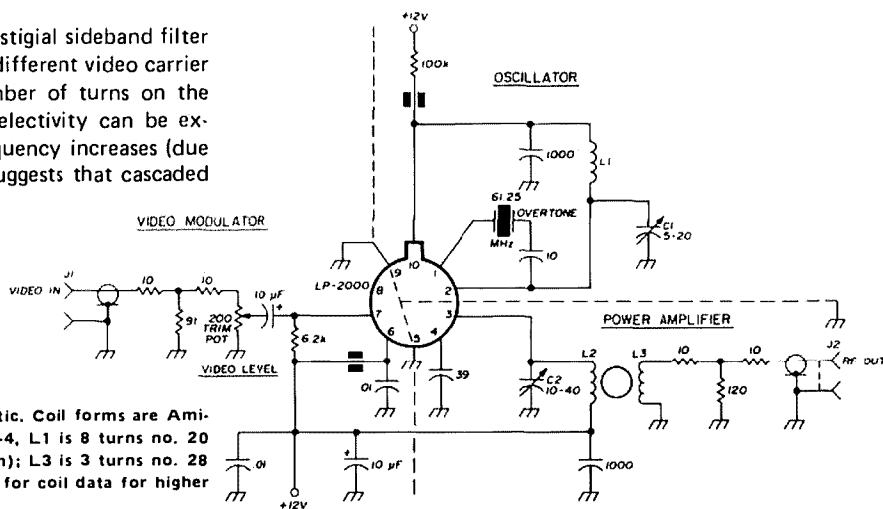 stigial sideband filter
different video carrier
nber of turns on the
electivity can be ex-
quency increases (due
uggests that cascaded
+12V
100k
OSCILLATOR
1000
L1
61.25
OVERTONE
MHz
10
C1
5-20
VIDEO MODULATOR
J1
VIDEO IN
10
10
91
200
TRIM
POT
VIDEO LEVEL
10 µF
+
6.2k
LP-2000
10
9
8
7
6
5
4
3
2
1
.01
39
POWER AMPLIFIER
C2
10-40
L2
L3
10
10
120
J2
RF OUT
tic. Coil forms are Ami-
-4, L1 is 8 turns no. 20
n); L3 is 3 turns no. 28
for coil data for higher
.01
+
10 µF
1000
+12V